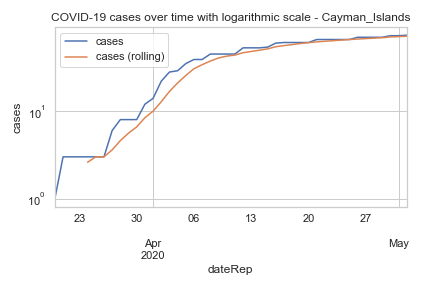 COVID-19 cases over time with logarithmic scale - Cayman_Islands
cases
cases (rolling)
cases
10¹
10⁰
23 30 06 13 20 27
Apr May
2020
dateRep